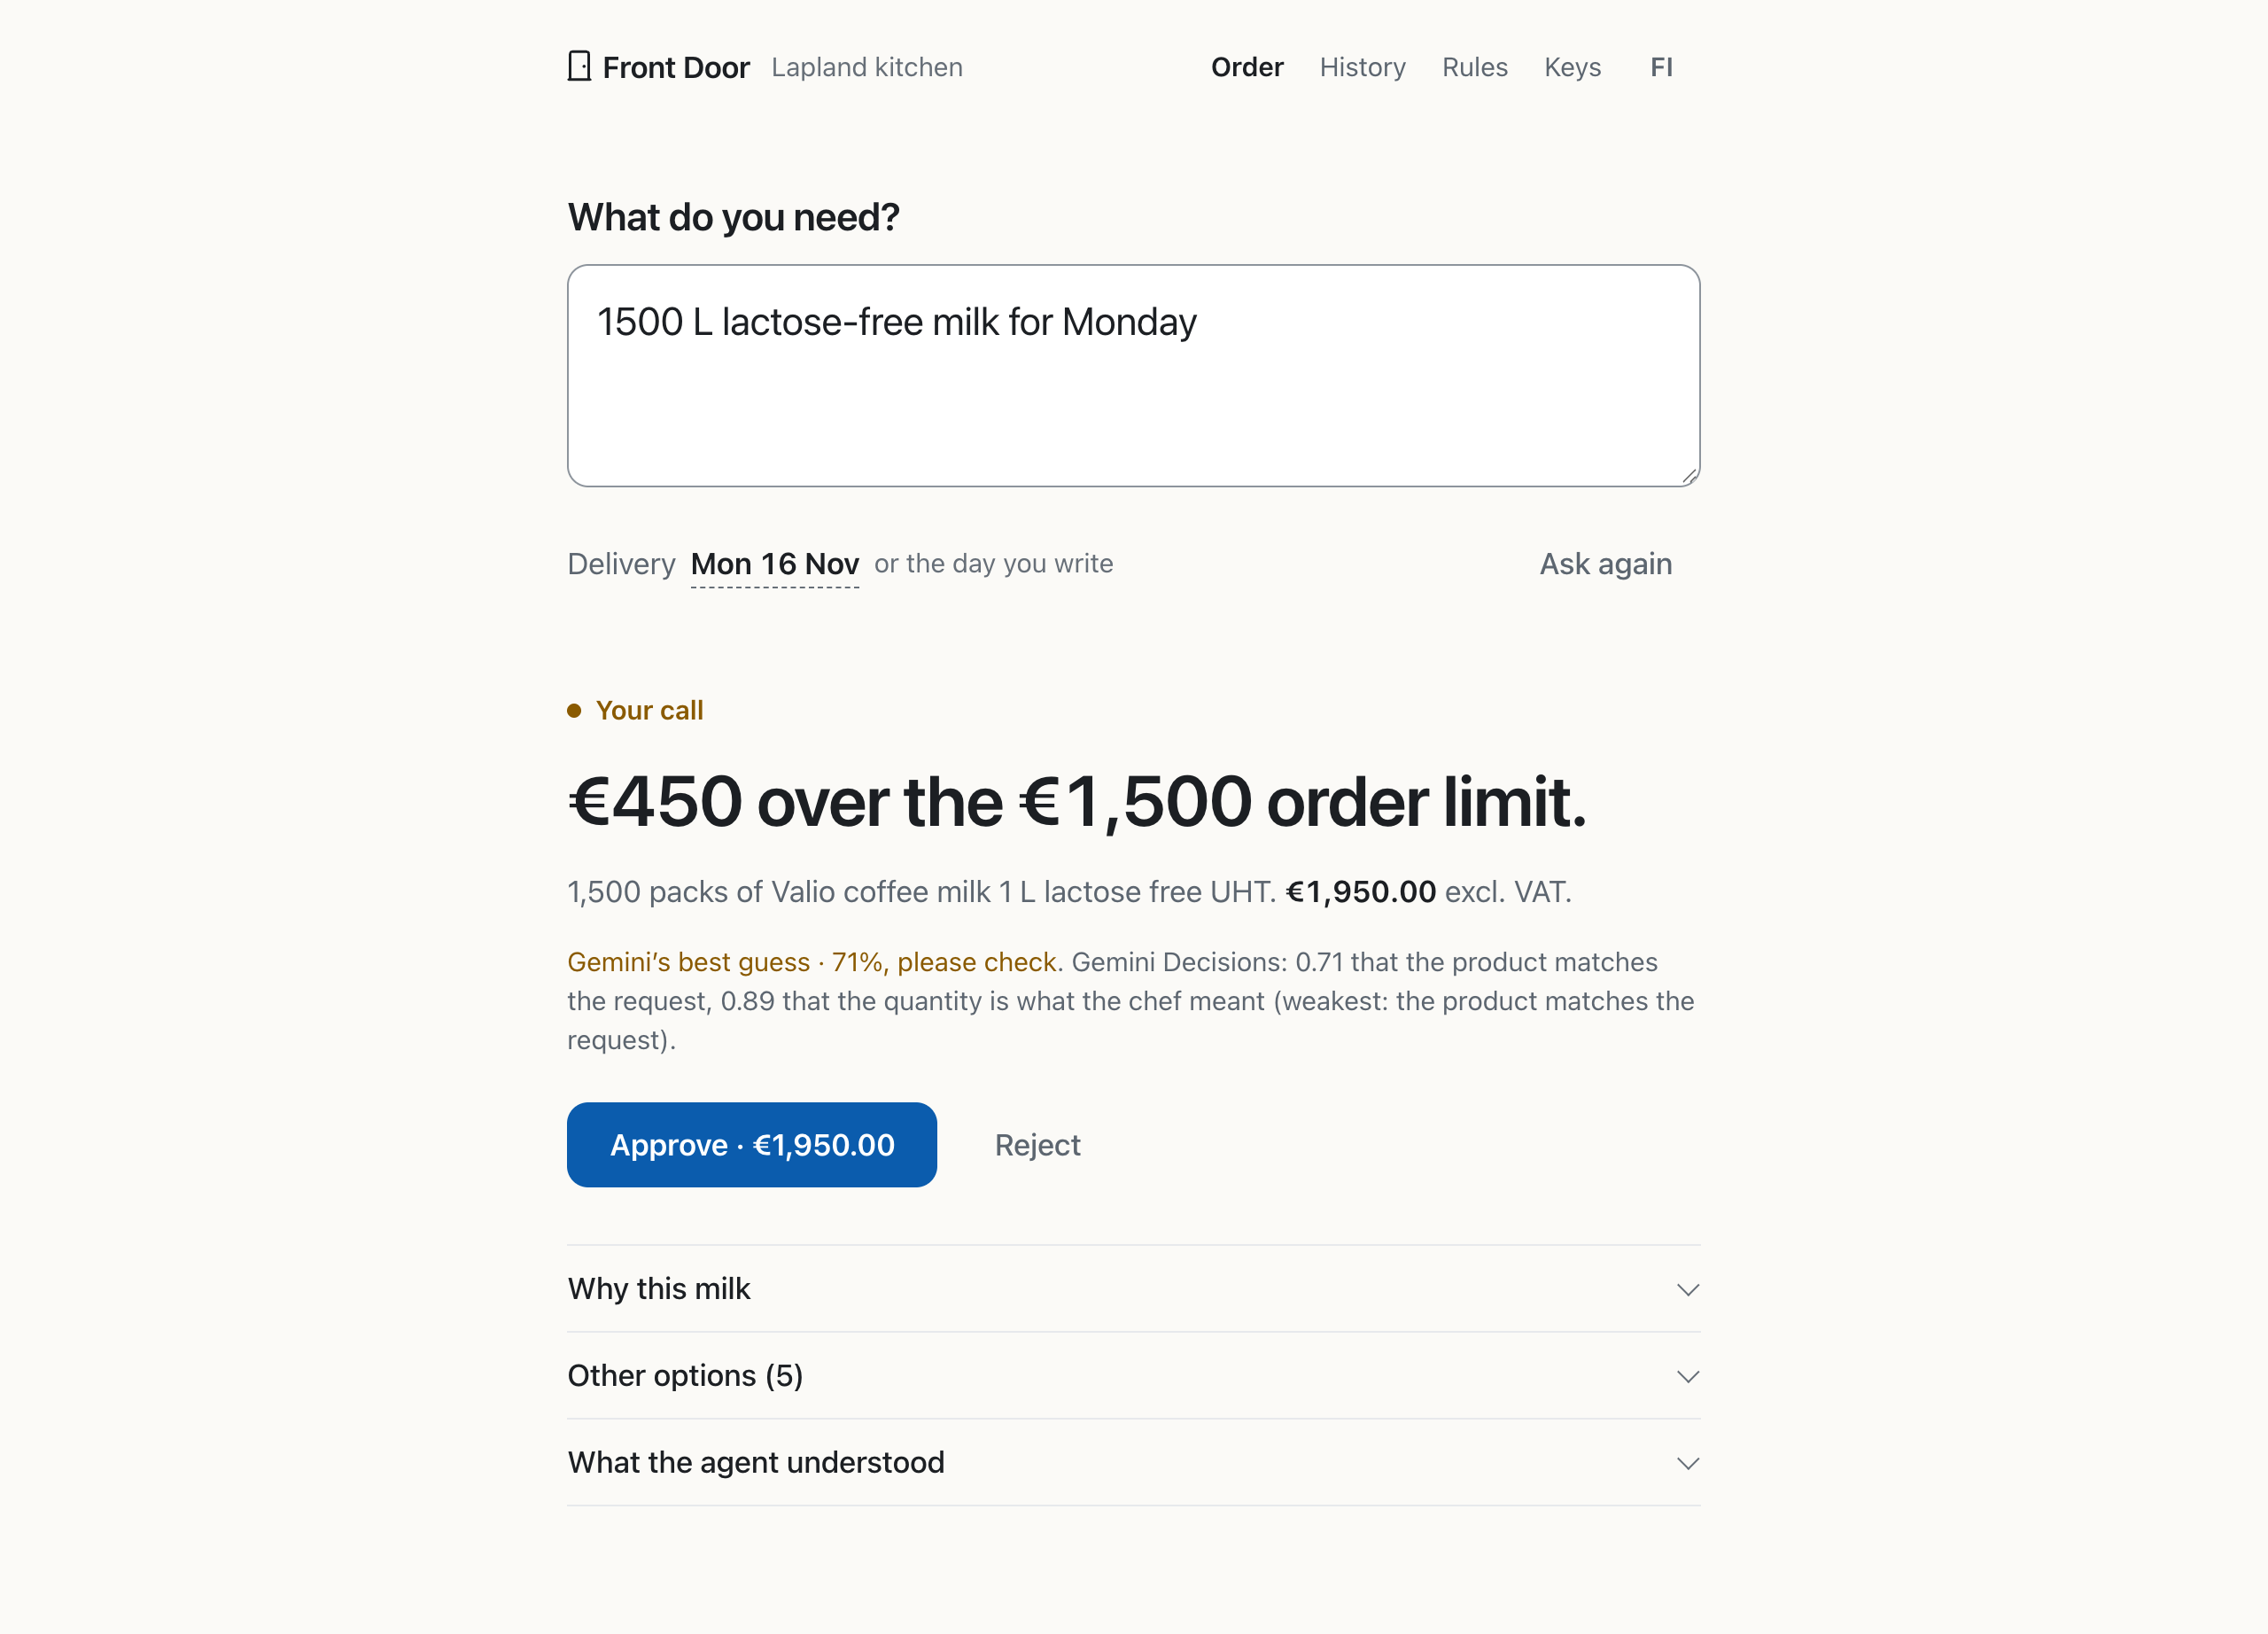 Front Door Lapland kitchen Order History Rules Keys FI
What do you need?
1500 L lactose-free milk for Monday
Delivery Mon 16 Nov or the day you write Ask again
Your call
€450 over the €1,500 order limit.
1,500 packs of Valio coffee milk 1 L lactose free UHT. €1,950.00 excl. VAT.
Gemini’s best guess · 71%, please check. Gemini Decisions: 0.71 that the product matches
the request, 0.89 that the quantity is what the chef meant (weakest: the product matches the
request).
Approve · €1,950.00 Reject
Why this milk
Other options (5)
What the agent understood